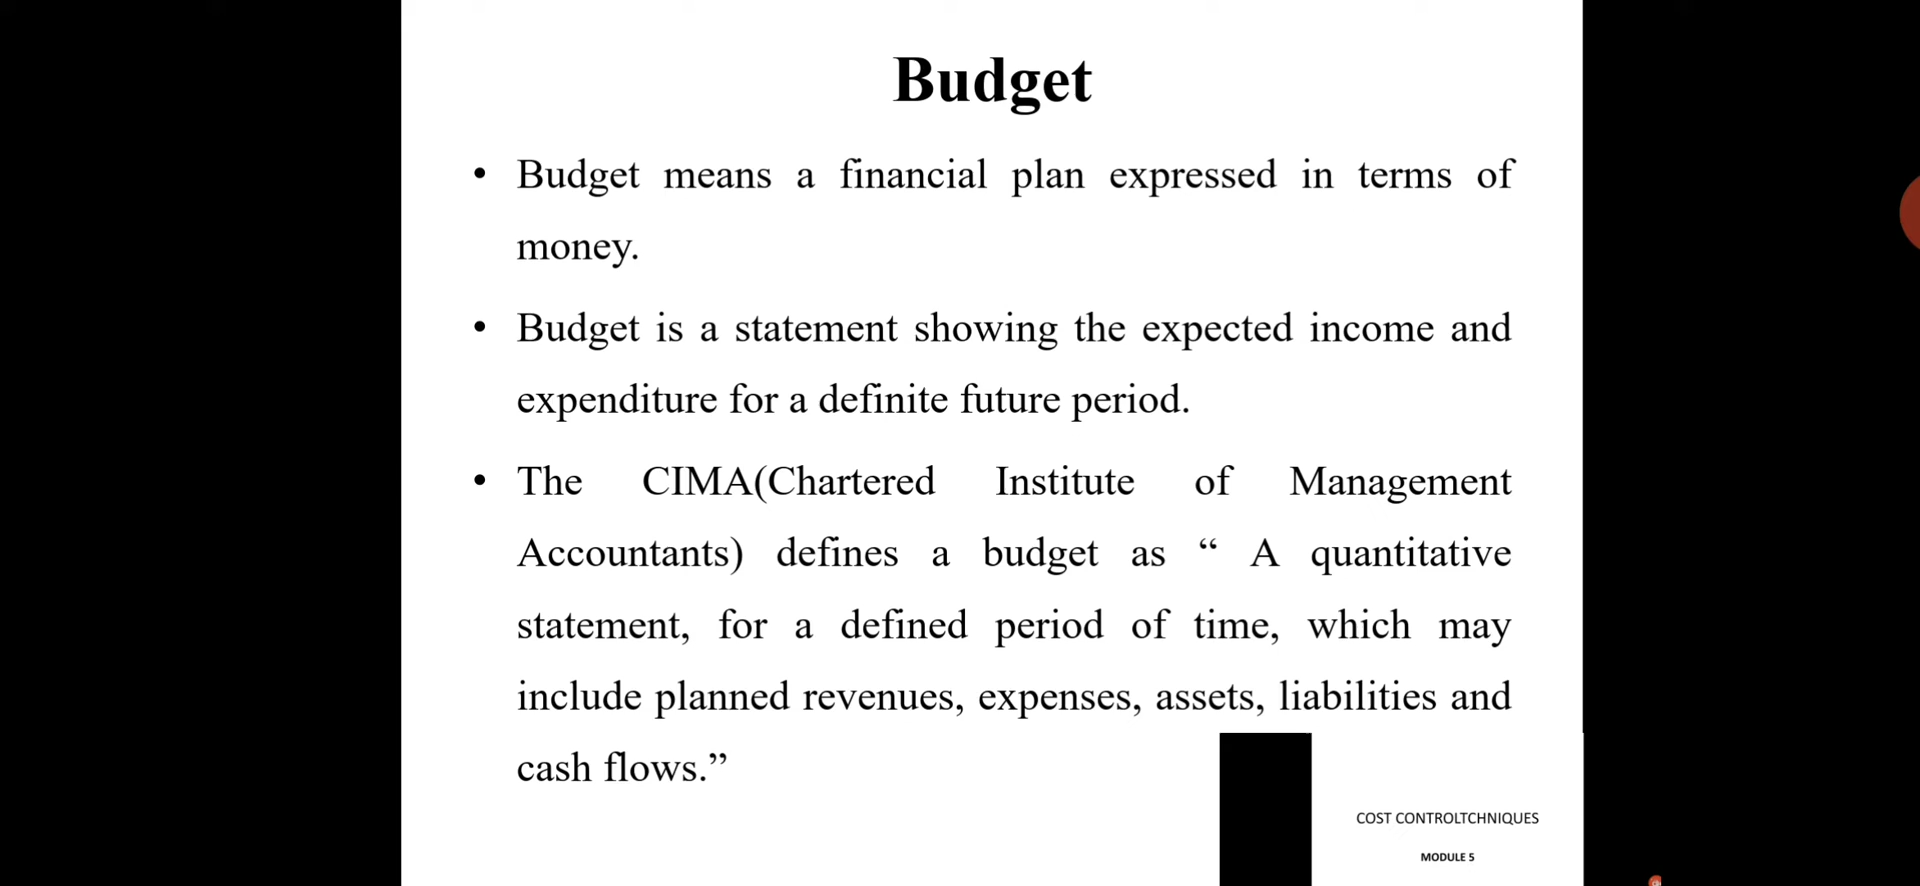 Budget
• Budget means a financial plan expressed in terms of
money.
• Budget is a statement showing the expected income and
expenditure for a definite future period.
• The CIMA(Chartered Institute of Management
Accountants) defines a budget as “ A quantitative
statement, for a defined period of time, which may
include planned revenues, expenses, assets, liabilities and
cash flows.”
COST CONTROLTCHNIQUES
MODULE 5